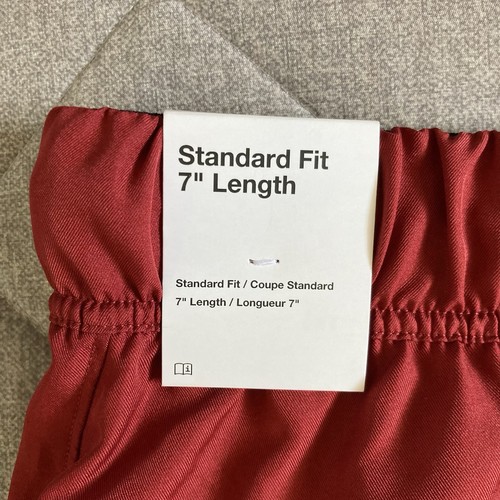 Standard Fit
7" Length
Standard Fit / Coupe Standard
7" Length / Longueur 7"
i